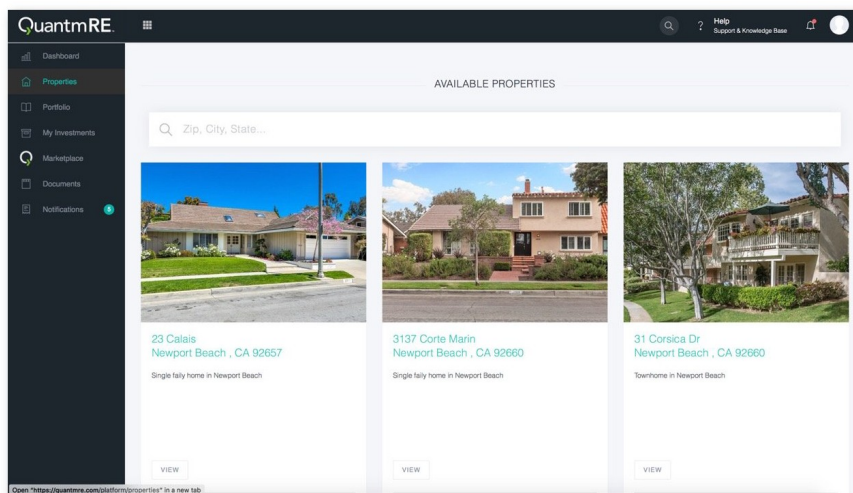 QuantmRE.
Help
Support & Knowledge Base
Dashboard
Properties
Portfolio
My Investments
Marketplace
Documents
Notifications
AVAILABLE PROPERTIES
Zip, City, State...
23 Calais
Newport Beach , CA 92657
Single faily home in Newport Beach
VIEW
3137 Corte Marin
Newport Beach , CA 92660
Single faily home in Newport Beach
VIEW
31 Corsica Dr
Newport Beach , CA 92660
Townhome in Newport Beach
VIEW
Open "https://quantmre.com/platform/properties" in a new tab